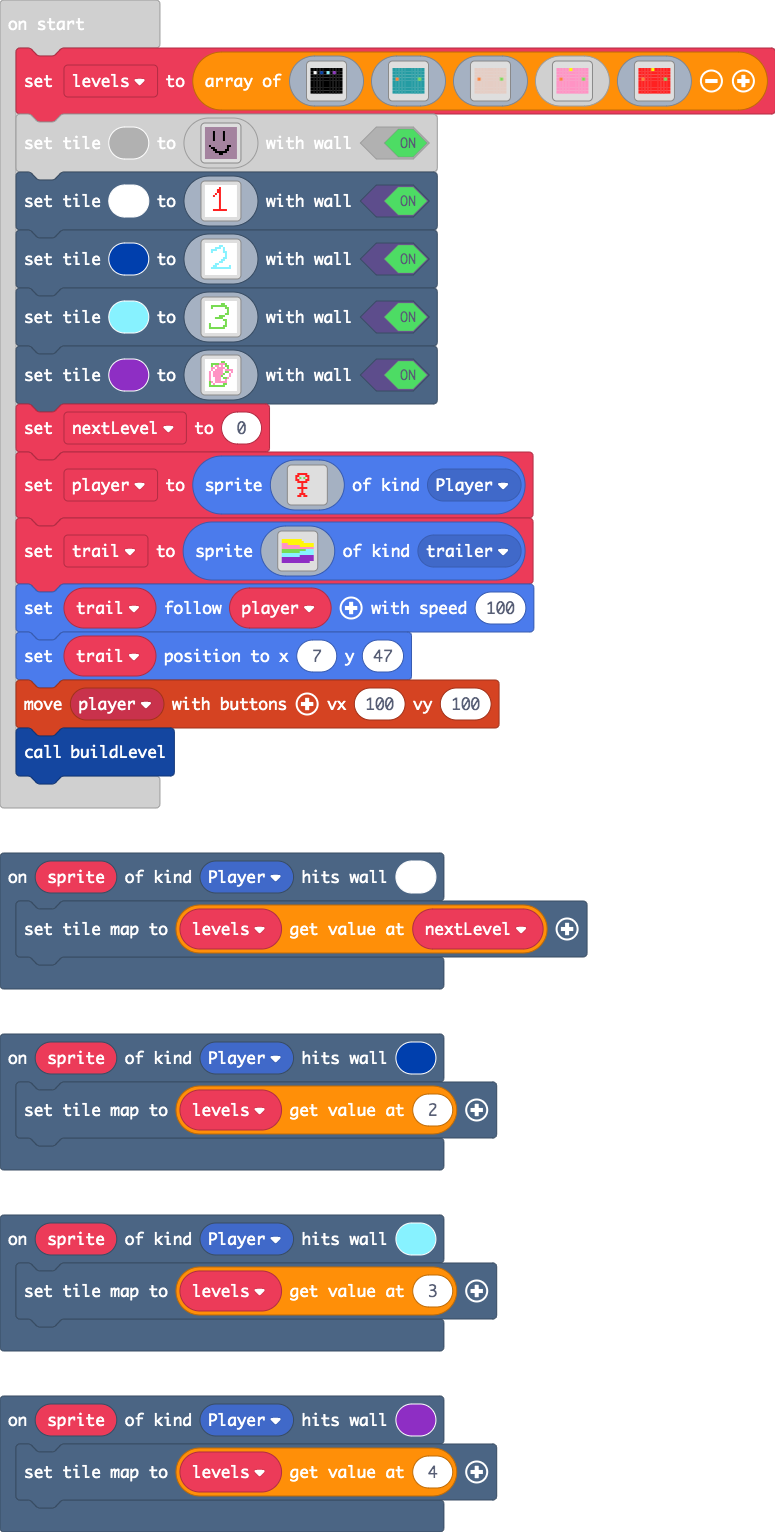 on start
set levels to array of
set tile to with wall ON
set tile to 1 with wall ON
set tile to 2 with wall ON
set tile to 3 with wall ON
set tile to with wall ON
set nextLevel to 0
set player to sprite of kind Player
set trail to sprite of kind trailer
set trail follow player with speed 100
set trail position to x 7 y 47
move player with buttons vx 100 vy 100
call buildLevel
on sprite of kind Player hits wall
set tile map to levels get value at nextLevel
on sprite of kind Player hits wall
set tile map to levels get value at 2
on sprite of kind Player hits wall
set tile map to levels get value at 3
on sprite of kind Player hits wall
set tile map to levels get value at 4